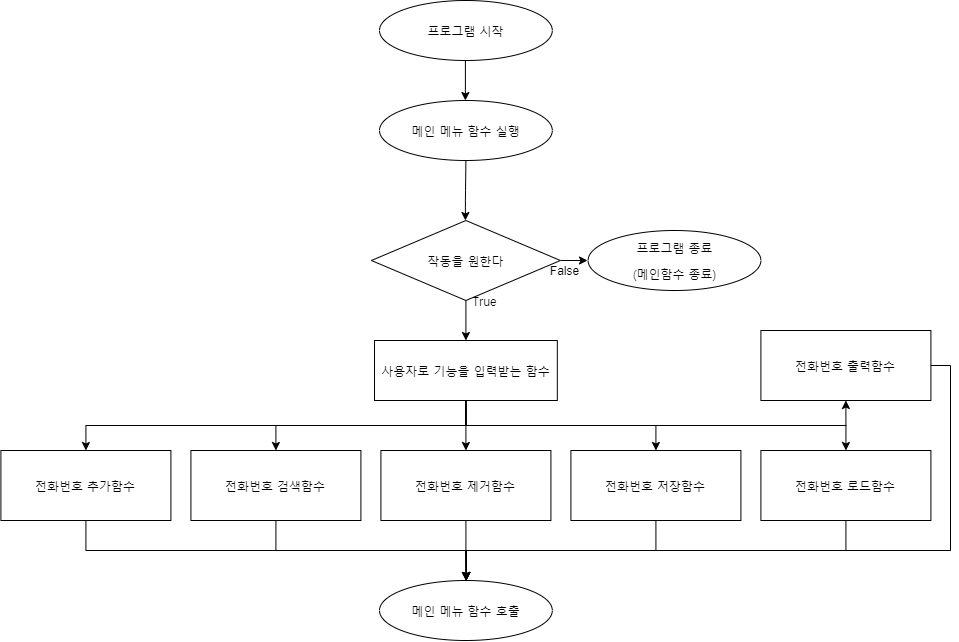 프로그램 시작
메인 메뉴 함수 실행
작동을 원한다
False
프로그램 종료
(메인함수 종료)
True
사용자로 기능을 입력받는 함수
전화번호 출력함수
전화번호 추가함수
전화번호 검색함수
전화번호 제거함수
전화번호 저장함수
전화번호 로드함수
메인 메뉴 함수 호출